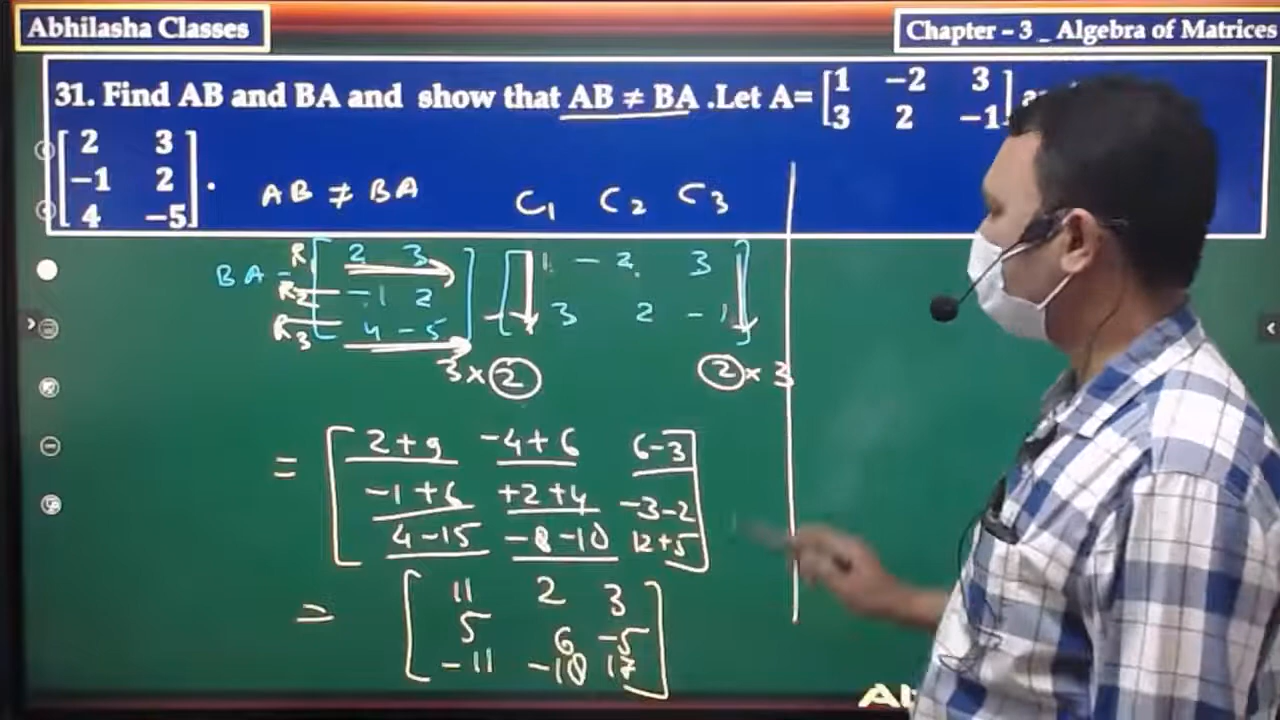 Abhilasha Classes
Chapter – 3 _ Algebra of Matrices
31. Find AB and BA and show that AB ≠ BA .Let A= [1 −2 3
3 2 −1]
[2 3
−1 2
4 −5] .
AB ≠ BA C₁ C₂ C₃
BA = R₁ [2 3 [1 −2 3
R₂ −1 2
R₃ 4 −5] 3 2 −1]
3×2 2×3
= [2+9 −4+6 6−3
−1+6 +2+4 −3−2
4−15 −8−10 12+5]
= [11 2 3
5 6 −5
−11 −18 17]